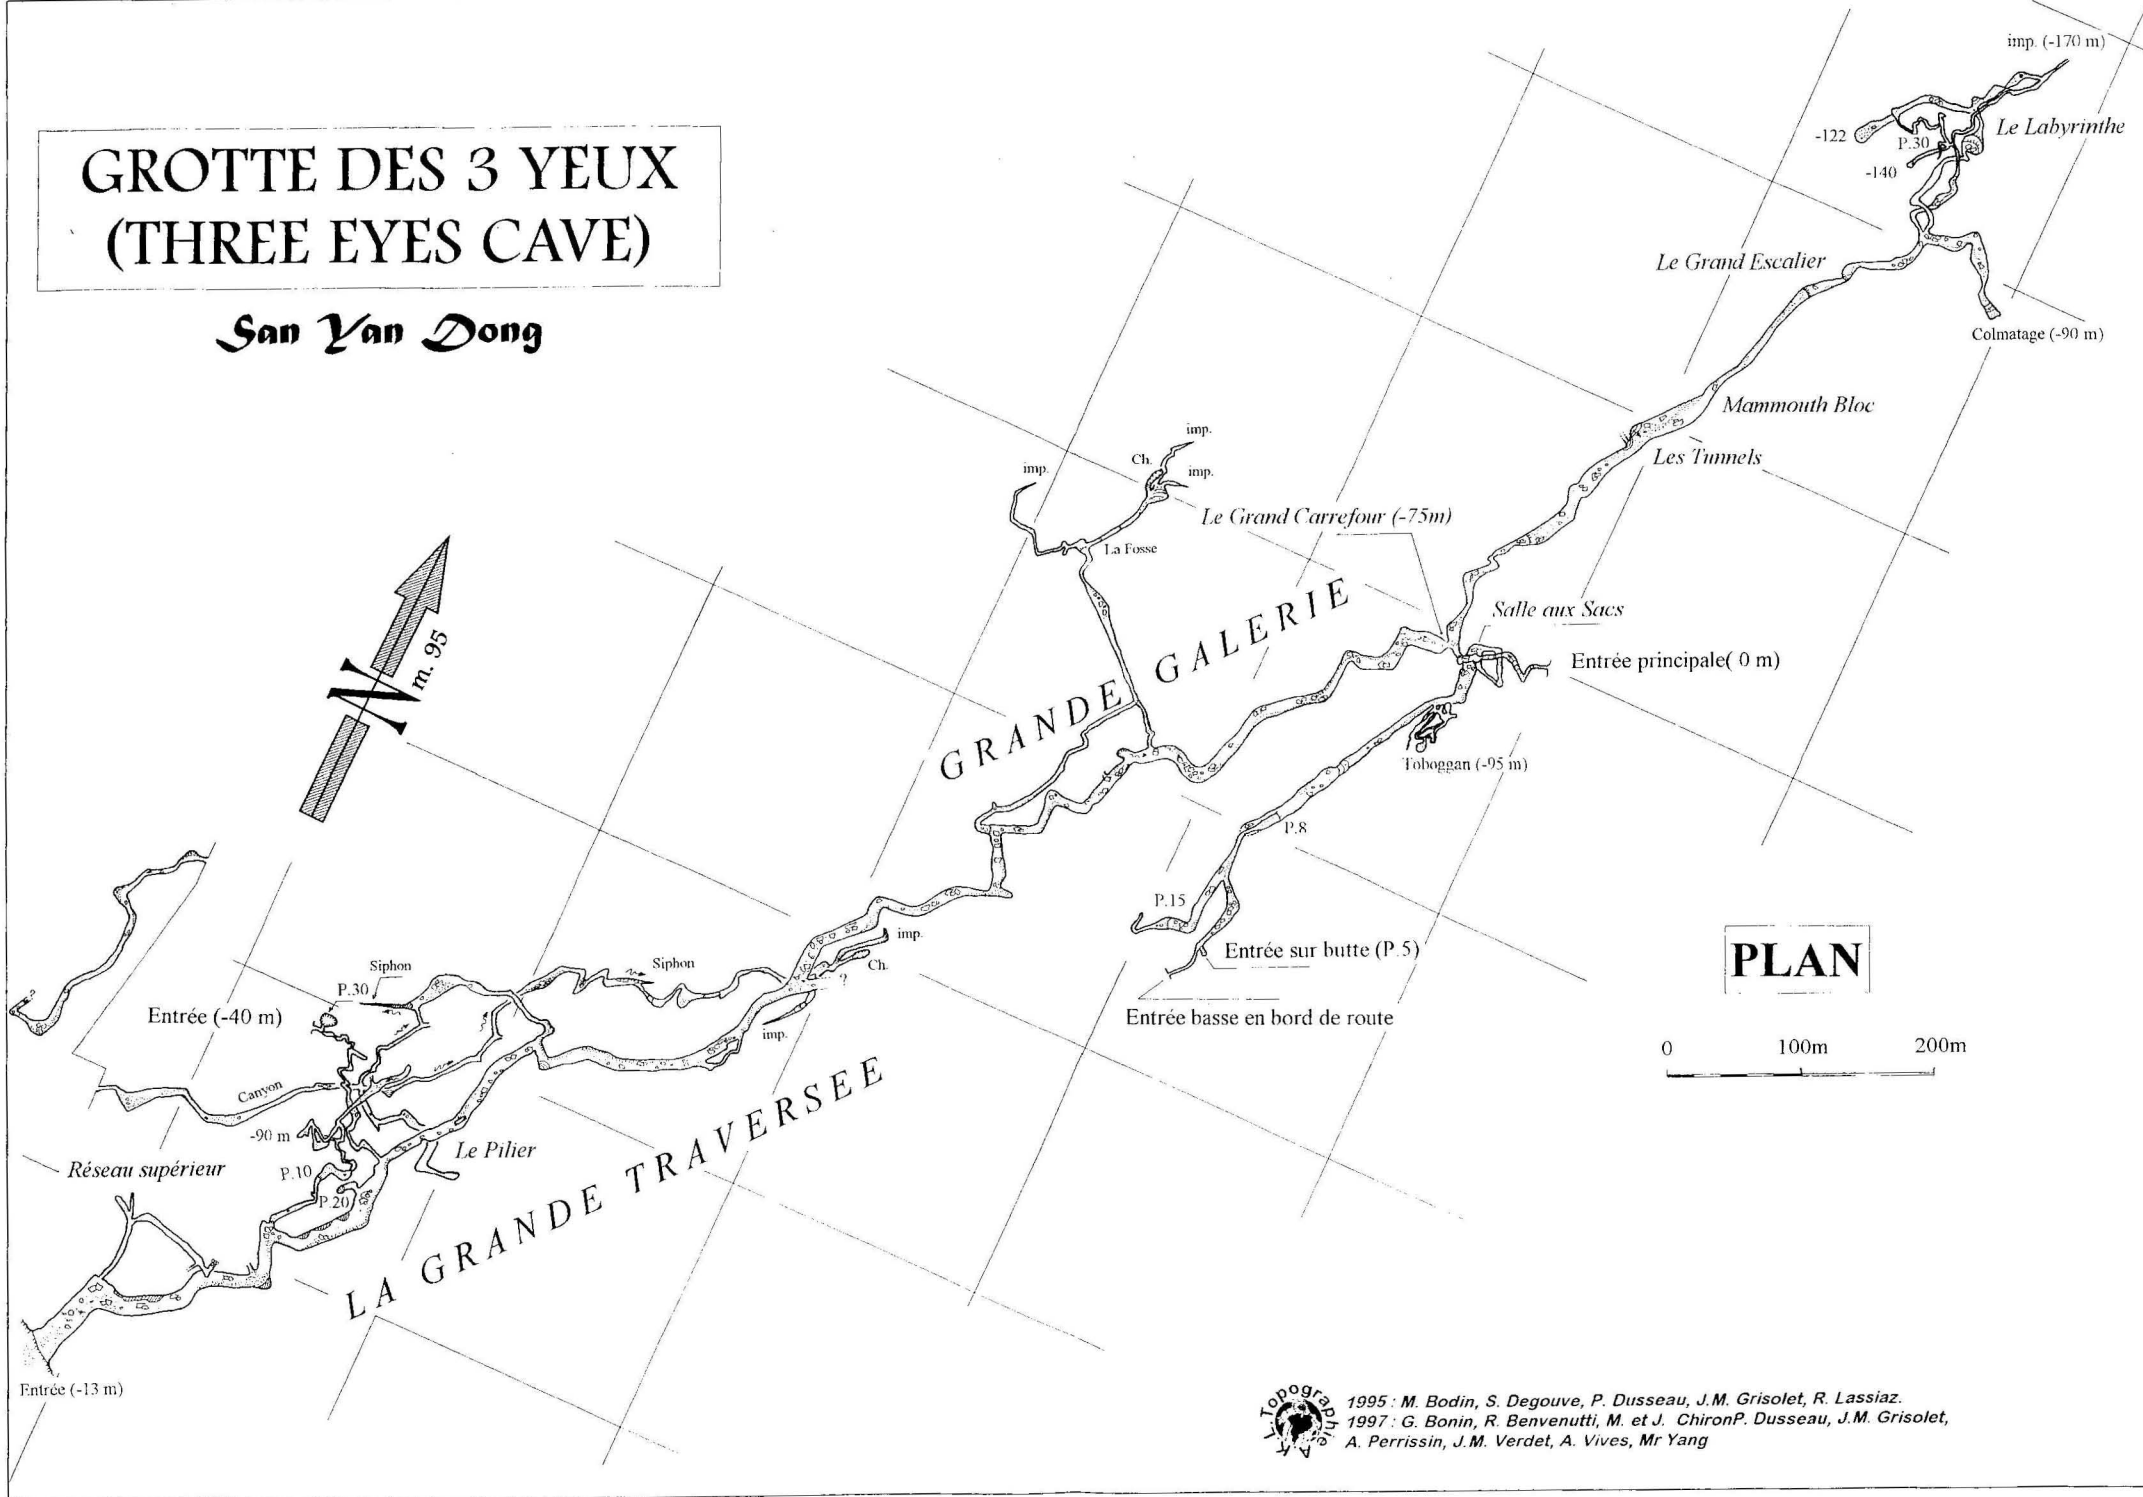 imp. (-170 m)
GROTTE DES 3 YEUX
(THREE EYES CAVE)
San Yan Dong
-122
P.30
Le Labyrinthe
-140
Le Grand Escalier
Colmatage (-90 m)
Mammouth Bloc
Les Tunnels
imp.
Ch.
imp.
imp.
Le Grand Carrefour (-75m)
La Fosse
GRANDE GALERIE
Salle aux Sacs
Entrée principale( 0 m)
N
m. 95
Toboggan (-95 m)
P.8
P.15
Entrée sur butte (P.5)
Entrée basse en bord de route
imp.
Ch.
?
imp.
Siphon
Siphon
P.30
?
Entrée (-40 m)
Canyon
-90 m
Le Pilier
Réseau supérieur
P.10
P.20
LA GRANDE TRAVERSEE
Entrée (-13 m)
PLAN
0 100m 200m
K.L. Topographie A
1995 : M. Bodin, S. Degouve, P. Dusseau, J.M. Grisolet, R. Lassiaz.
1997 : G. Bonin, R. Benvenutti, M. et J. ChironP. Dusseau, J.M. Grisolet,
A. Perrissin, J.M. Verdet, A. Vives, Mr Yang